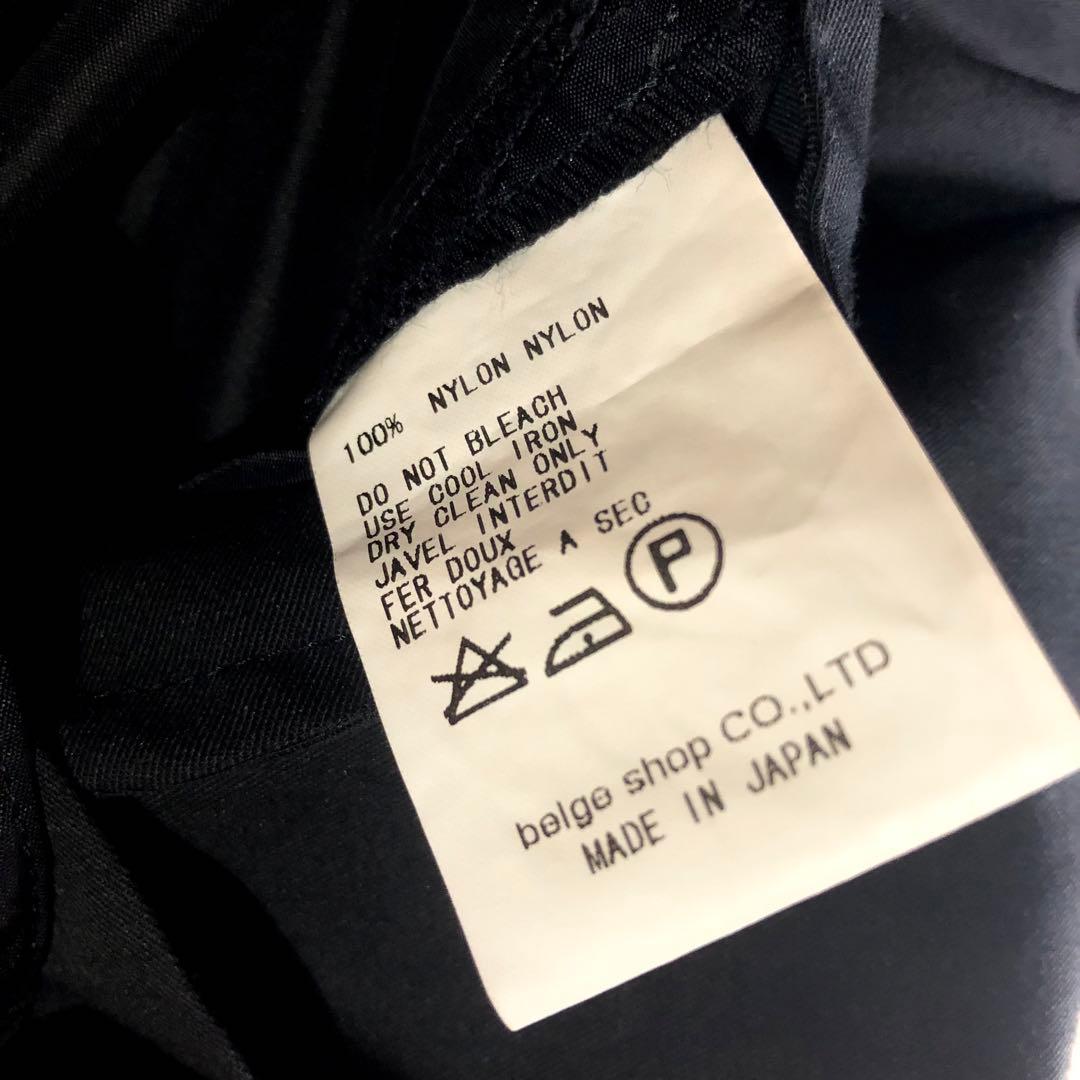 100% NYLON NYLON
DO NOT BLEACH
USE COOL IRON
DRY CLEAN ONLY
JAVEL INTERDIT
FER DOUX
NETTOYAGE A SEC
P
beige shop CO.,LTD
MADE IN JAPAN